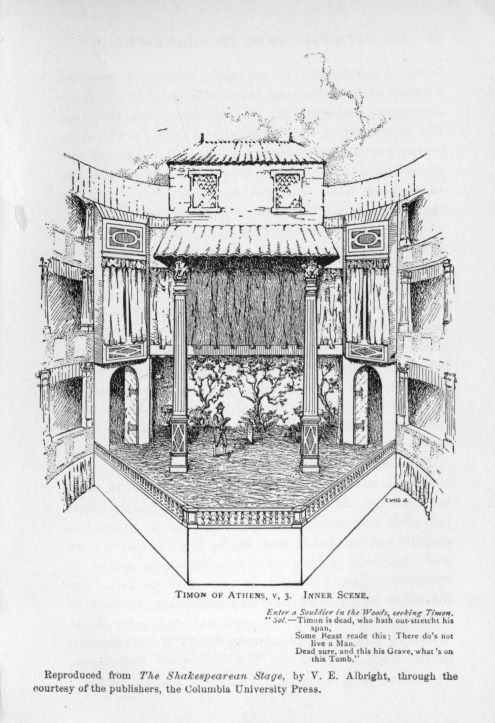 E. WARD JR
TIMON OF ATHENS, V, 3. INNER SCENE.
Enter a Souldier in the Woods, seeking Timon.
"Sol.—Timon is dead, who hath out-stretcht his
span,
Some Beast reade this; There do's not
live a Man.
Dead sure, and this his Grave, what's on
this Tomb."
Reproduced from The Shakespearean Stage, by V. E. Albright, through the
courtesy of the publishers, the Columbia University Press.